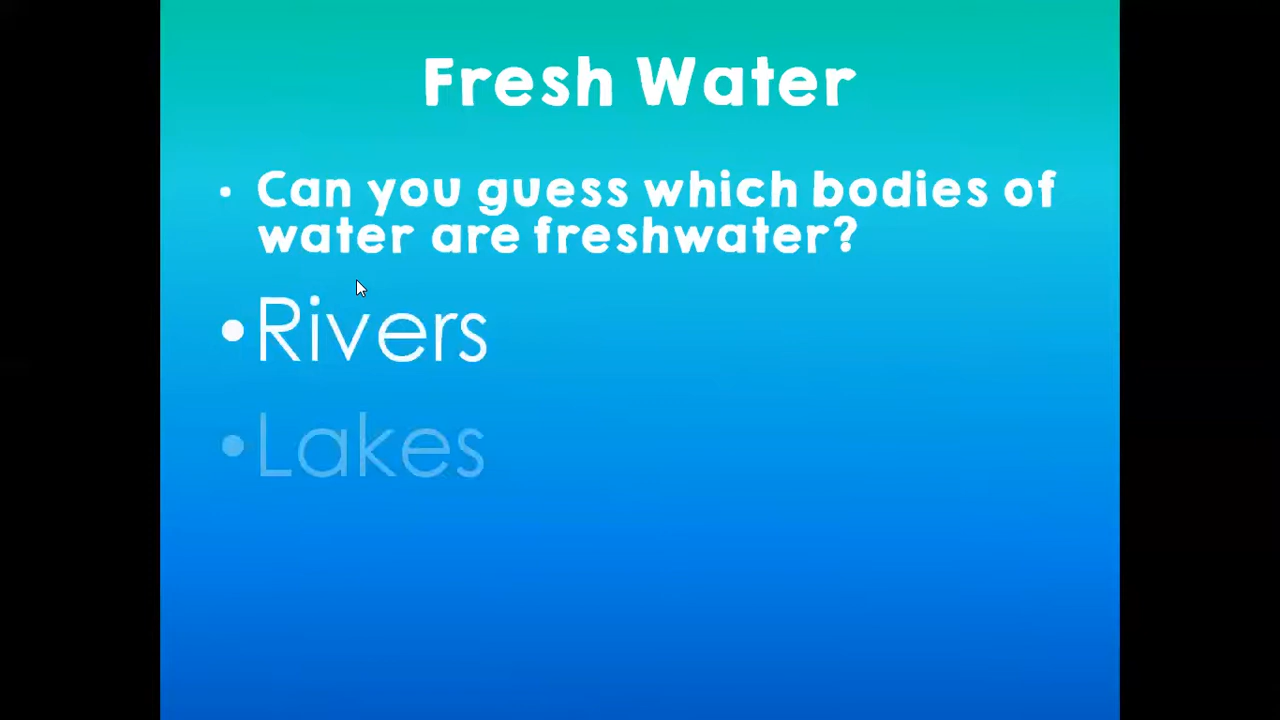 Fresh Water
• Can you guess which bodies of
water are freshwater?
• Rivers
• Lakes